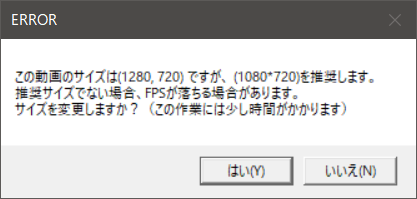 ERROR
この動画のサイズは(1280, 720) ですが、(1080*720)を推奨します。
推奨サイズでない場合、FPSが落ちる場合があります。
サイズを変更しますか？（この作業には少し時間がかかります）
はい(Y)
いいえ(N)